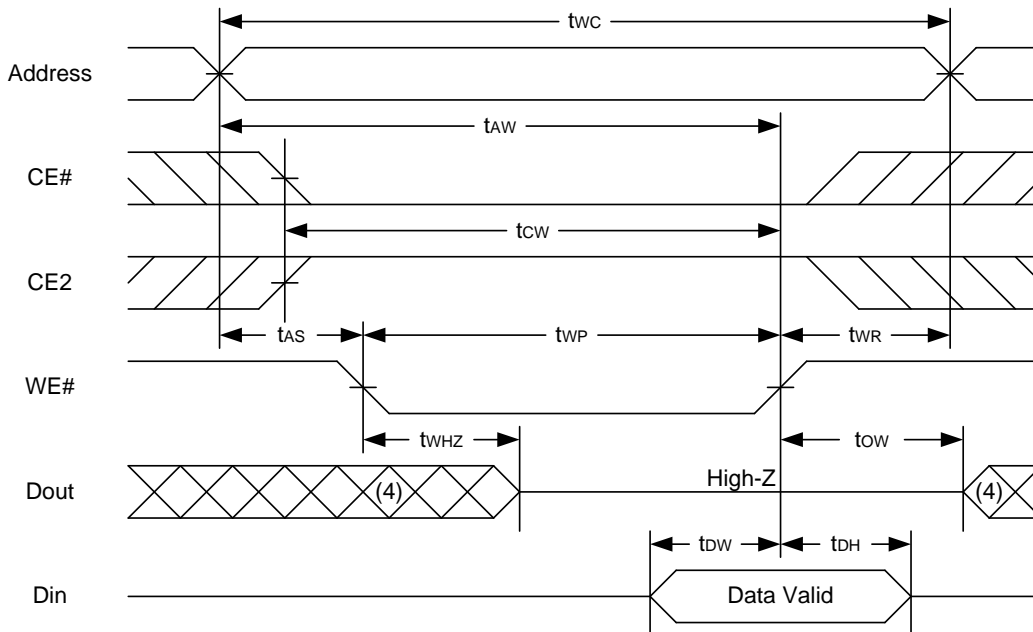 tWC
Address
tAW
CE#
tCW
CE2
tAS tWP tWR
WE#
tWHZ tOW
Dout (4) High-Z (4)
tDW tDH
Din Data Valid